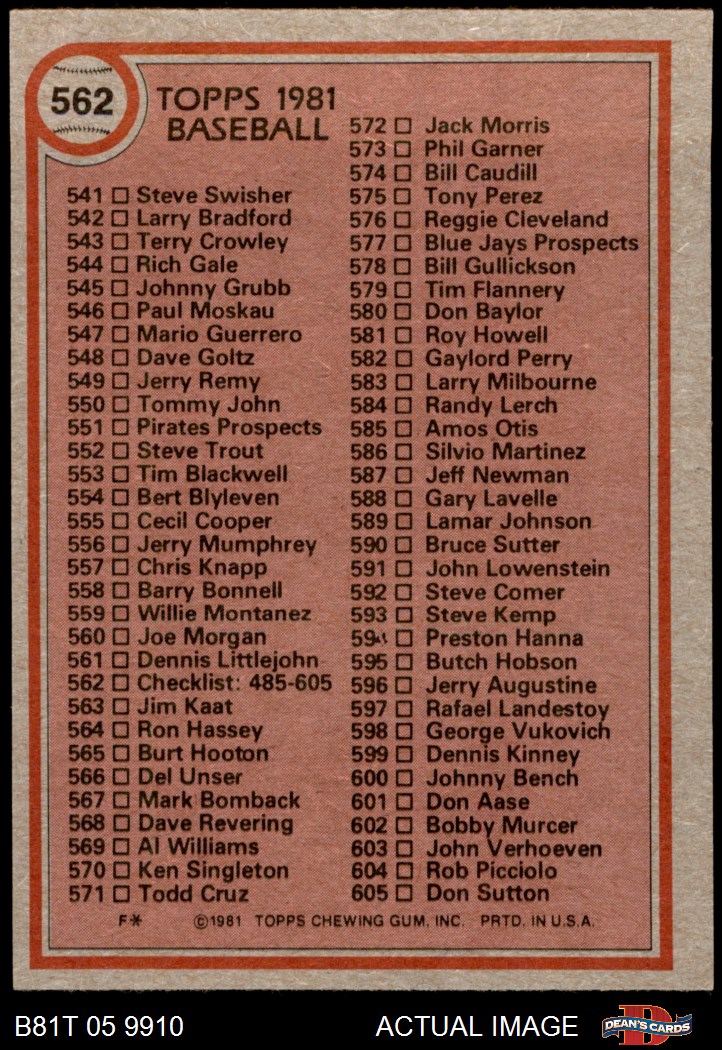 562
TOPPS 1981
BASEBALL
541 Steve Swisher
542 Larry Bradford
543 Terry Crowley
544 Rich Gale
545 Johnny Grubb
546 Paul Moskau
547 Mario Guerrero
548 Dave Goltz
549 Jerry Remy
550 Tommy John
551 Pirates Prospects
552 Steve Trout
553 Tim Blackwell
554 Bert Blyleven
555 Cecil Cooper
556 Jerry Mumphrey
557 Chris Knapp
558 Barry Bonnell
559 Willie Montanez
560 Joe Morgan
561 Dennis Littlejohn
562 Checklist: 485-605
563 Jim Kaat
564 Ron Hassey
565 Burt Hooton
566 Del Unser
567 Mark Bomback
568 Dave Revering
569 Al Williams
570 Ken Singleton
571 Todd Cruz
572 Jack Morris
573 Phil Garner
574 Bill Caudill
575 Tony Perez
576 Reggie Cleveland
577 Blue Jays Prospects
578 Bill Gullickson
579 Tim Flannery
580 Don Baylor
581 Roy Howell
582 Gaylord Perry
583 Larry Milbourne
584 Randy Lerch
585 Amos Otis
586 Silvio Martinez
587 Jeff Newman
588 Gary Lavelle
589 Lamar Johnson
590 Bruce Sutter
591 John Lowenstein
592 Steve Comer
593 Steve Kemp
Preston Hanna
595 Butch Hobson
596 Jerry Augustine
597 Rafael Landestoy
598 George Vukovich
599 Dennis Kinney
600 Johnny Bench
601 Don Aase
602 Bobby Murcer
603 John Verhoeven
604 Rob Picciolo
605 Don Sutton
F* ©1981 TOPPS CHEWING GUM, INC. PRTD. IN U.S.A.
B81T 05 9910 ACTUAL IMAGE D DEAN'S CARDS